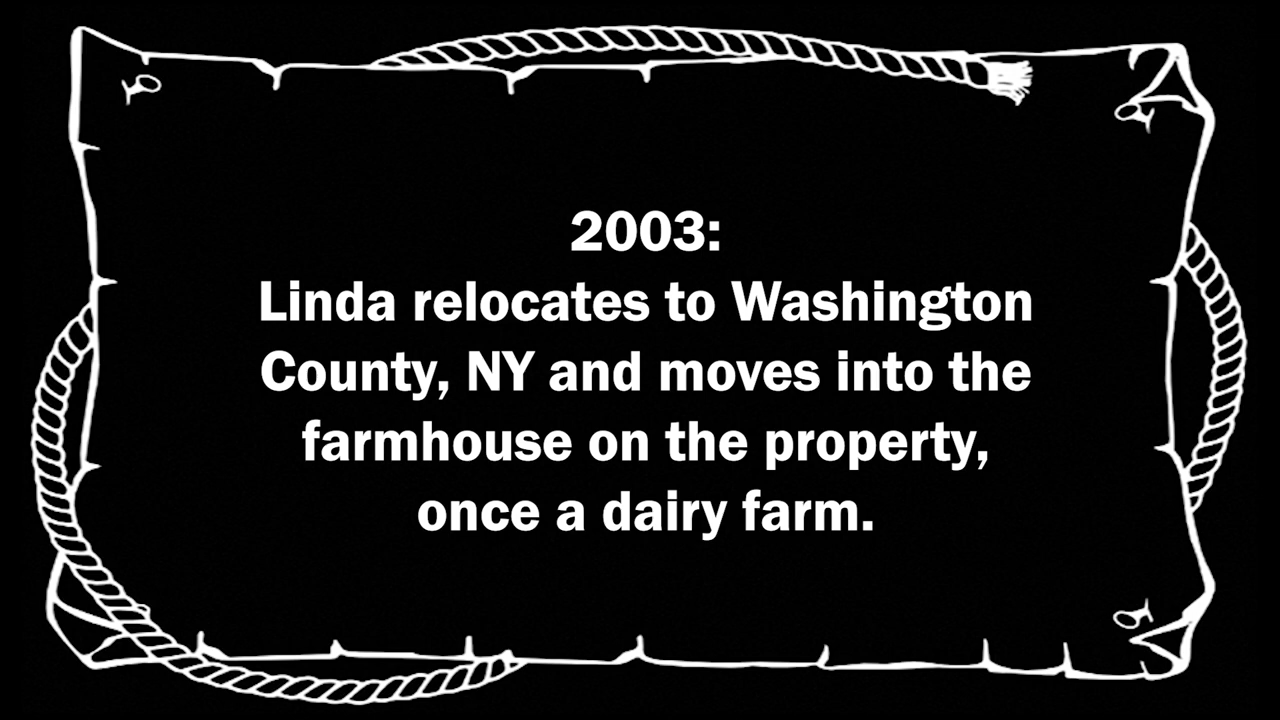 2003:
Linda relocates to Washington
County, NY and moves into the
farmhouse on the property,
once a dairy farm.